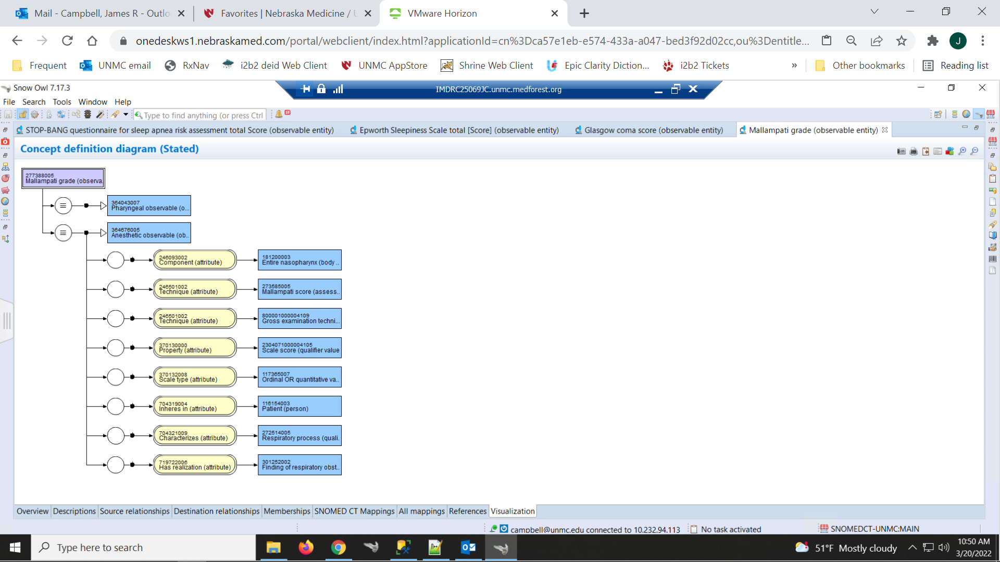 Mail - Campbell, James R - Outlo
Favorites | Nebraska Medicine / U
VMware Horizon
onedeskws1.nebraskamed.com/portal/webclient/index.html?applicationId=cn%3Dca57e1eb-e574-433a-a047-bed3f92d02cc,ou%3Dentitle...
J
Frequent
UNMC email
RxNav
i2b2 deid Web Client
UNMC AppStore
Shrine Web Client
Epic Clarity Diction...
i2b2 Tickets
»
Other bookmarks
Reading list
Snow Owl 7.17.3
IMDRC25069JC.unmc.medforest.org
File Search Tools Window Help
Type to find anything (or press Ctrl
10
STOP-BANG questionnaire for sleep apnea risk assessment total Score (observable entity)
Epworth Sleepiness Scale total [Score] (observable entity)
Glasgow coma score (observable entity)
Mallampati grade (observable entity)
Concept definition diagram (Stated)
277388005
Mallampati grade (observa
≡
364043007
Pharyngeal observable (o...
≡
364676005
Anesthetic observable (ob..
246093002
Component (attribute)
181200003
Entire nasopharynx (body ..
246501002
Technique (attribute)
273585005
Mallampati score (assess..
246501002
Technique (attribute)
800001000004109
Gross examination techni...
370130000
Property (attribute)
2304071000004105
Scale score (qualifier value
370132008
Scale type (attribute)
117365007
Ordinal OR quantitative va..
704319004
Inheres in (attribute)
116154003
Patient (person)
704321009
Characterizes (attribute)
272514005
Respiratory process (quali.
719722006
Has realization (attribute)
301252002
Finding of respiratory obst..
Overview Descriptions Source relationships Destination relationships Memberships SNOMED CT Mappings All mappings References Visualization
campbell@unmc.edu connected to 10.232.94.113
No task activated
SNOMEDCT-UNMC:MAIN
Type here to search
51°F Mostly cloudy
10:50 AM
3/20/2022